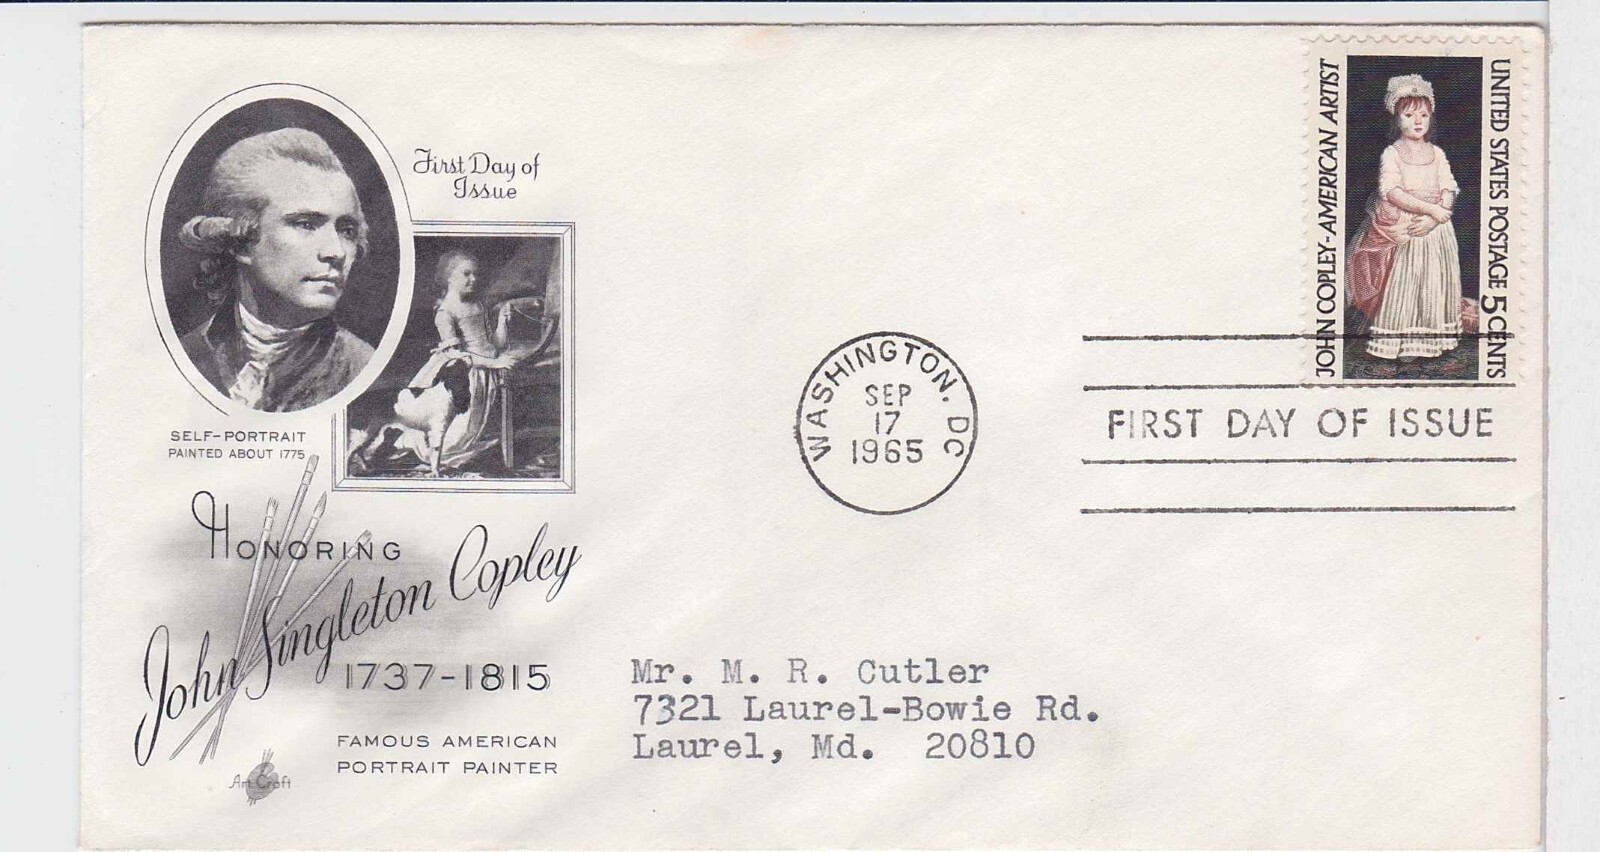 First Day of
Issue
SELF-PORTRAIT
PAINTED ABOUT 1775
HONORING
John Singleton Copley
1737-1815
FAMOUS AMERICAN
PORTRAIT PAINTER
Art Craft
WASHINGTON, DC
SEP
17
1965
JOHN COPLEY-AMERICAN ARTIST
UNITED STATES POSTAGE 5 CENTS
FIRST DAY OF ISSUE
Mr. M. R. Cutler
7321 Laurel-Bowie Rd.
Laurel, Md. 20810